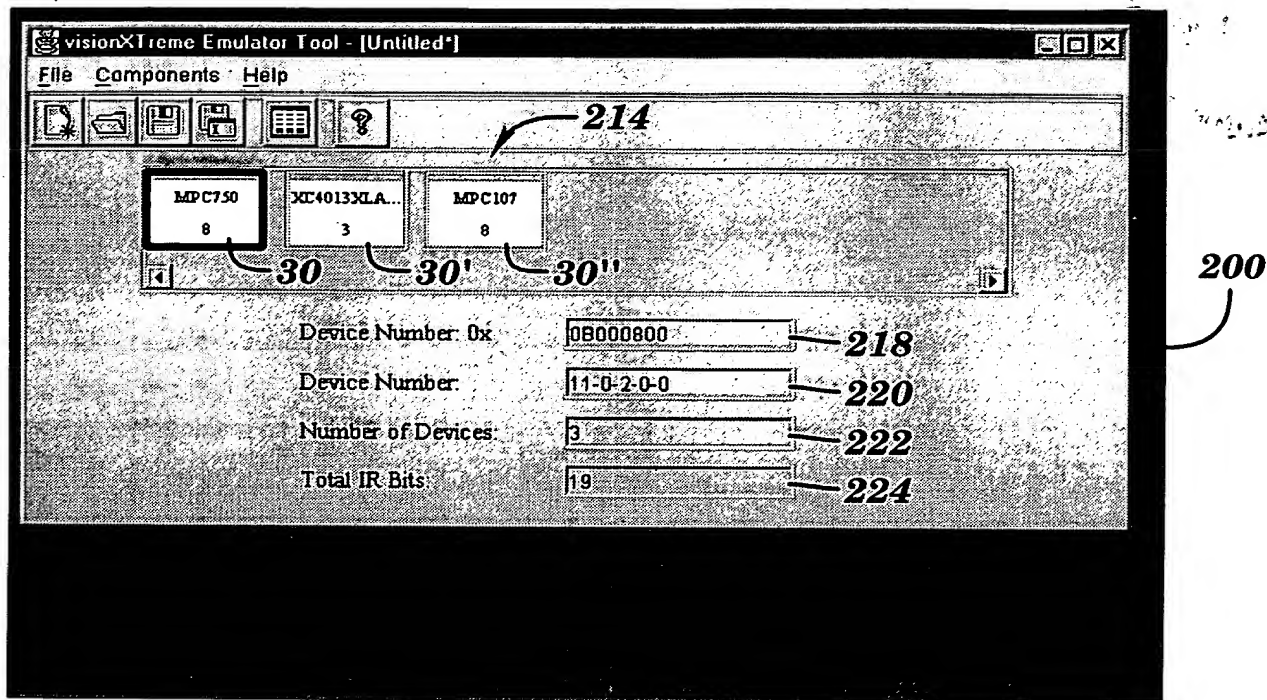 visionXTreme Emulator Tool - [Untitled*]
File Components Help
214
MPC750 XC4013XLA... MPC107
8 3 8
30 30' 30''
200
Device Number: 0x 0B000800 218
Device Number: 11-0-2-0-0 220
Number of Devices: 3 222
Total IR Bits: 19 224